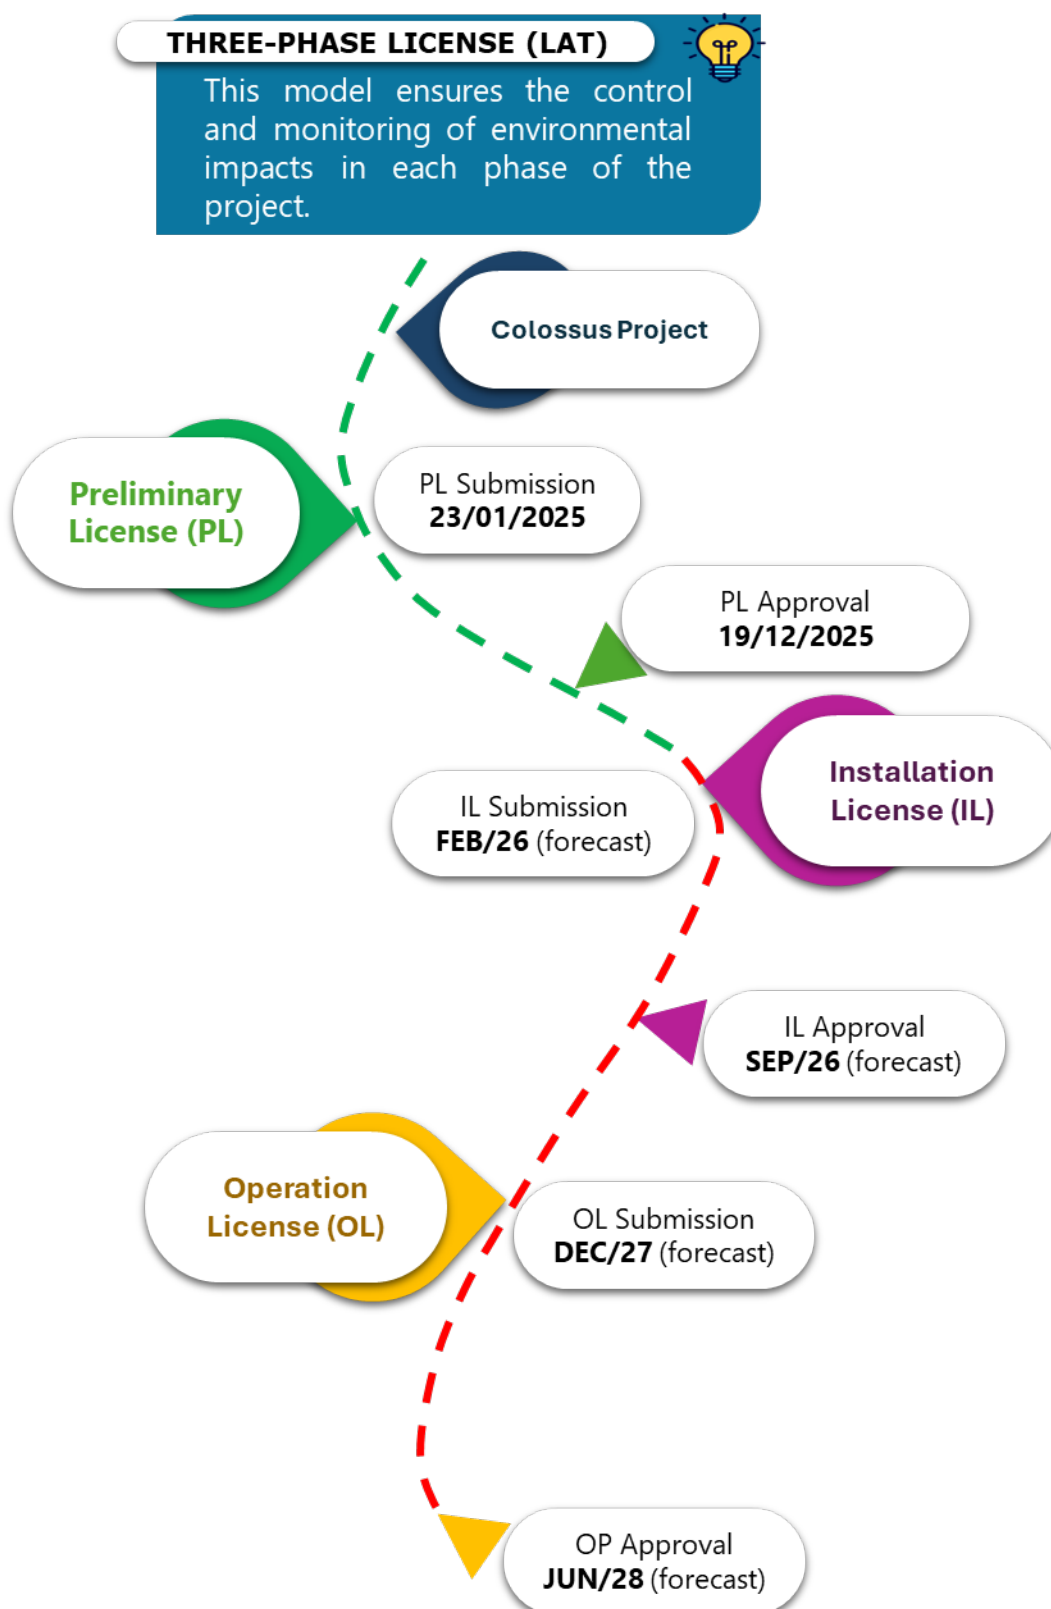 THREE-PHASE LICENSE (LAT)
This model ensures the control
and monitoring of environmental
impacts in each phase of the
project.
Colossus Project
Preliminary
License (PL)
PL Submission
23/01/2025
PL Approval
19/12/2025
Installation
License (IL)
IL Submission
FEB/26 (forecast)
IL Approval
SEP/26 (forecast)
Operation
License (OL)
OL Submission
DEC/27 (forecast)
OP Approval
JUN/28 (forecast)